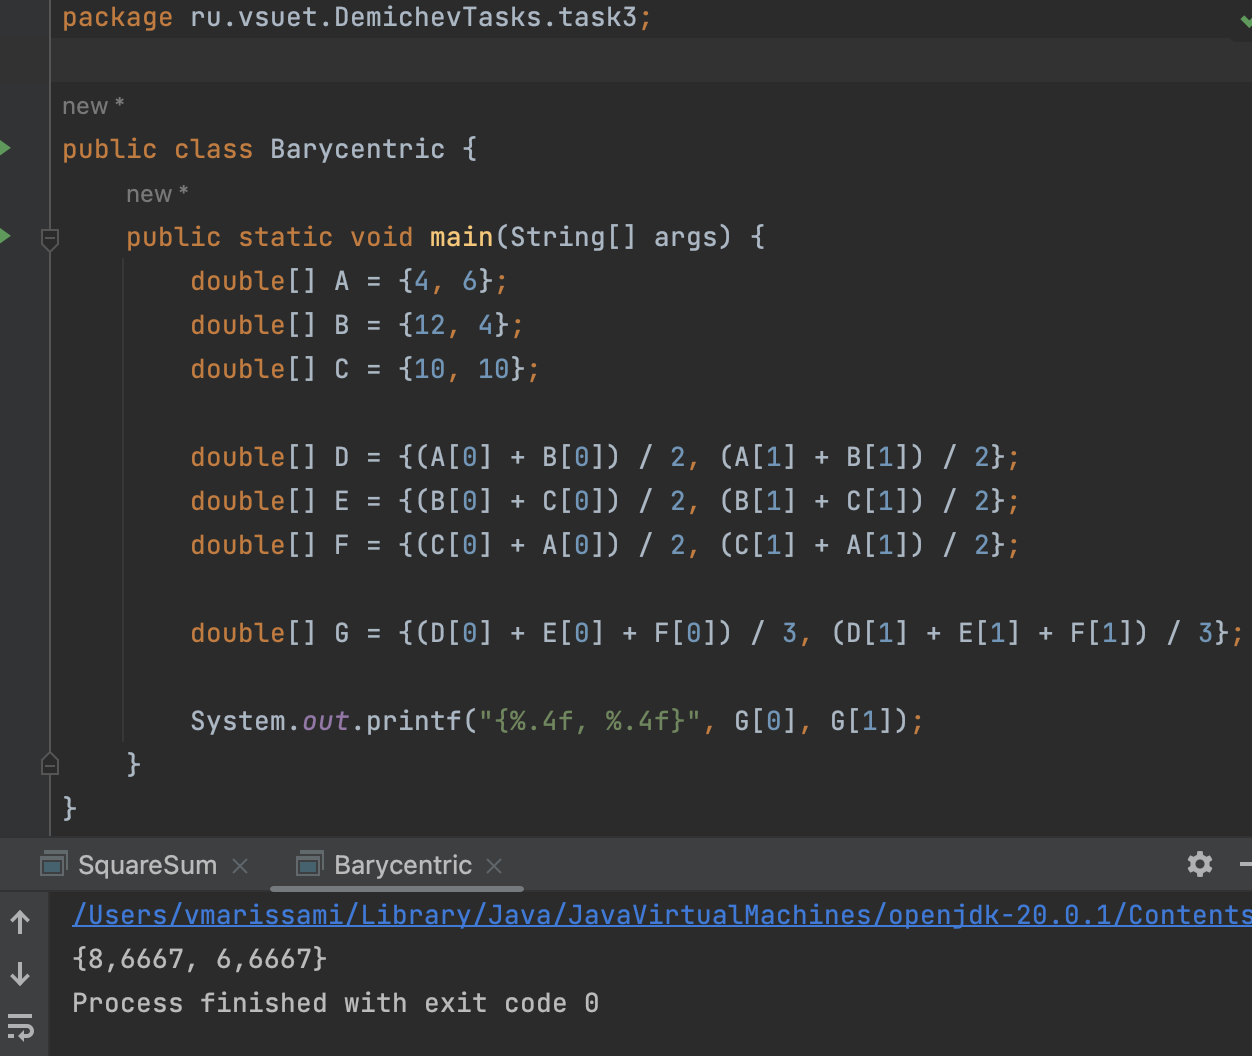 package ru.vsuet.DemichevTasks.task3;
new *
public class Barycentric {
new *
public static void main(String[] args) {
double[] A = {4, 6};
double[] B = {12, 4};
double[] C = {10, 10};
double[] D = {(A[0] + B[0]) / 2, (A[1] + B[1]) / 2};
double[] E = {(B[0] + C[0]) / 2, (B[1] + C[1]) / 2};
double[] F = {(C[0] + A[0]) / 2, (C[1] + A[1]) / 2};
double[] G = {(D[0] + E[0] + F[0]) / 3, (D[1] + E[1] + F[1]) / 3};
System.out.printf("{%.4f, %.4f}", G[0], G[1]);
}
}
SquareSum
Barycentric
/Users/vmarissami/Library/Java/JavaVirtualMachines/openjdk-20.0.1/Contents
{8,6667, 6,6667}
Process finished with exit code 0